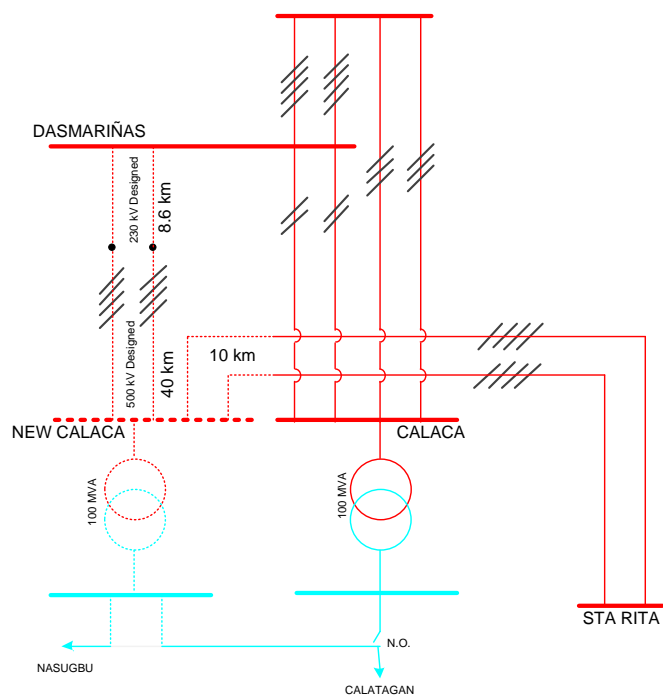 DASMARIÑAS
230 kV Designed
8.6 km
500 kV Designed
40 km
10 km
NEW CALACA
CALACA
100 MVA
100 MVA
STA RITA
N.O.
NASUGBU
CALATAGAN